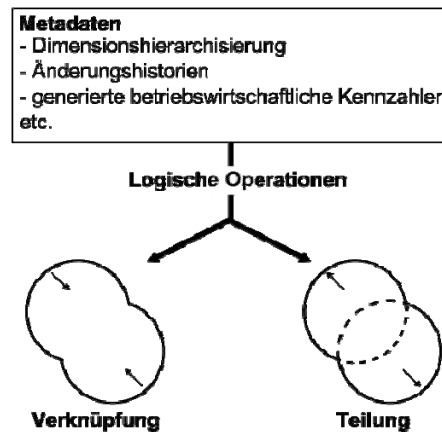 Metadaten
- Dimensionshierarchisierung
- Änderungshistorien
- generierte betriebswirtschaftliche Kennzahlen
etc.
Logische Operationen
Verknüpfung
Teilung